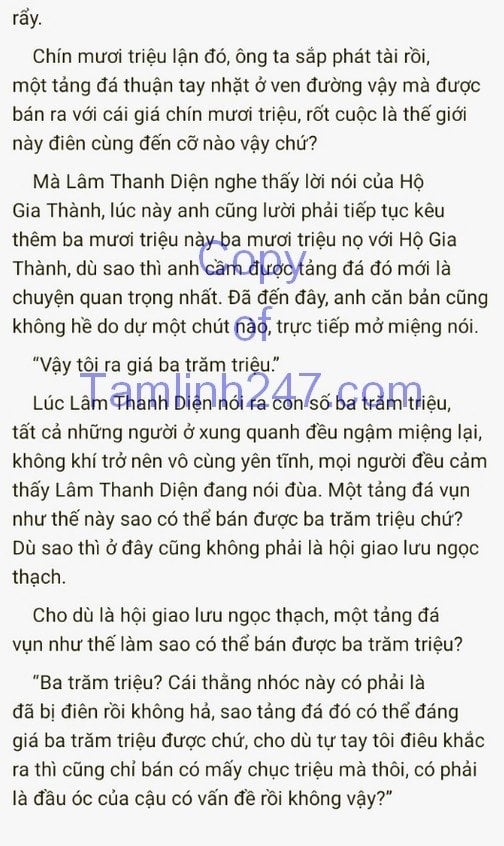 rẩy.
Chín mươi triệu lận đó, ông ta sắp phát tài rồi,
một tảng đá thuận tay nhặt ở ven đường vậy mà được
bán ra với cái giá chín mươi triệu, rốt cuộc là thế giới
này điên cùng đến cỡ nào vậy chứ?
Mà Lâm Thanh Diện nghe thấy lời nói của Hộ
Gia Thành, lúc này anh cũng lười phải tiếp tục kêu
thêm ba mươi triệu này ba mươi triệu nọ với Hộ Gia
Thành, dù sao thì anh cầm được tảng đá đó mới là
chuyện quan trọng nhất. Đã đến đây, anh căn bản cũng
không hề do dự một chút nào, trực tiếp mở miệng nói.
“Vậy tôi ra giá ba trăm triệu.”
Lúc Lâm Thanh Diện nói ra con số ba trăm triệu,
tất cả những người ở xung quanh đều ngậm miệng lại,
không khí trở nên vô cùng yên tĩnh, mọi người đều cảm
thấy Lâm Thanh Diện đang nói đùa. Một tảng đá vụn
như thế này sao có thể bán được ba trăm triệu chứ?
Dù sao thì ở đây cũng không phải là hội giao lưu ngọc
thạch.
Cho dù là hội giao lưu ngọc thạch, một tảng đá
vụn như thế làm sao có thể bán được ba trăm triệu?
“Ba trăm triệu? Cái thằng nhóc này có phải là
đã bị điên rồi không hả, sao tảng đá đó có thể đáng
giá ba trăm triệu được chứ, cho dù tự tay tôi điêu khắc
ra thì cũng chỉ bán có mấy chục triệu mà thôi, có phải
là đầu óc của cậu có vấn đề rồi không vậy?”
Copy
of
Tamlinh247.com